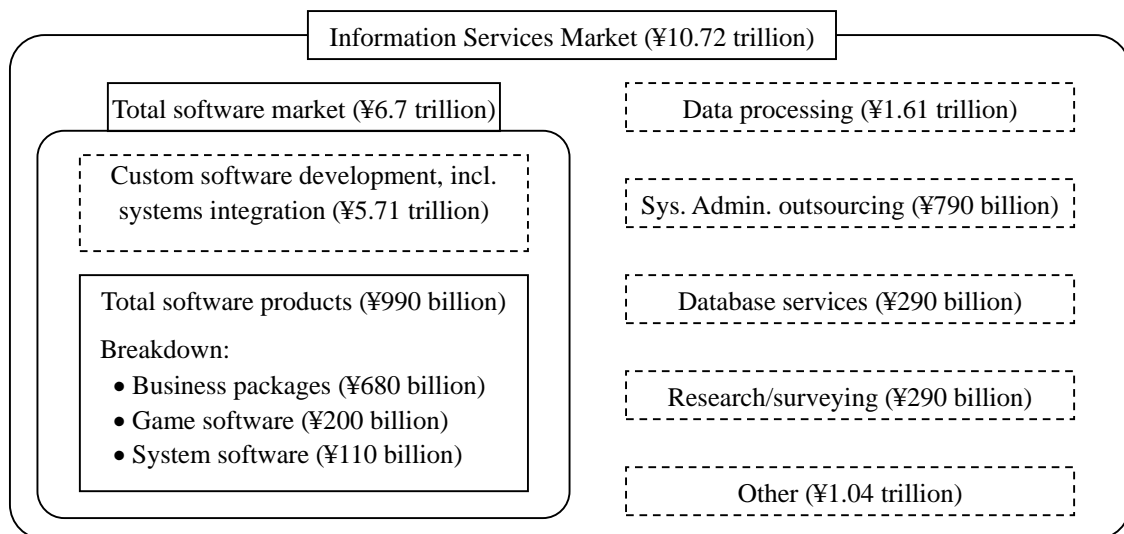 Information Services Market (¥10.72 trillion)
Total software market (¥6.7 trillion)
Custom software development, incl.
systems integration (¥5.71 trillion)
Total software products (¥990 billion)
Breakdown:
• Business packages (¥680 billion)
• Game software (¥200 billion)
• System software (¥110 billion)
Data processing (¥1.61 trillion)
Sys. Admin. outsourcing (¥790 billion)
Database services (¥290 billion)
Research/surveying (¥290 billion)
Other (¥1.04 trillion)